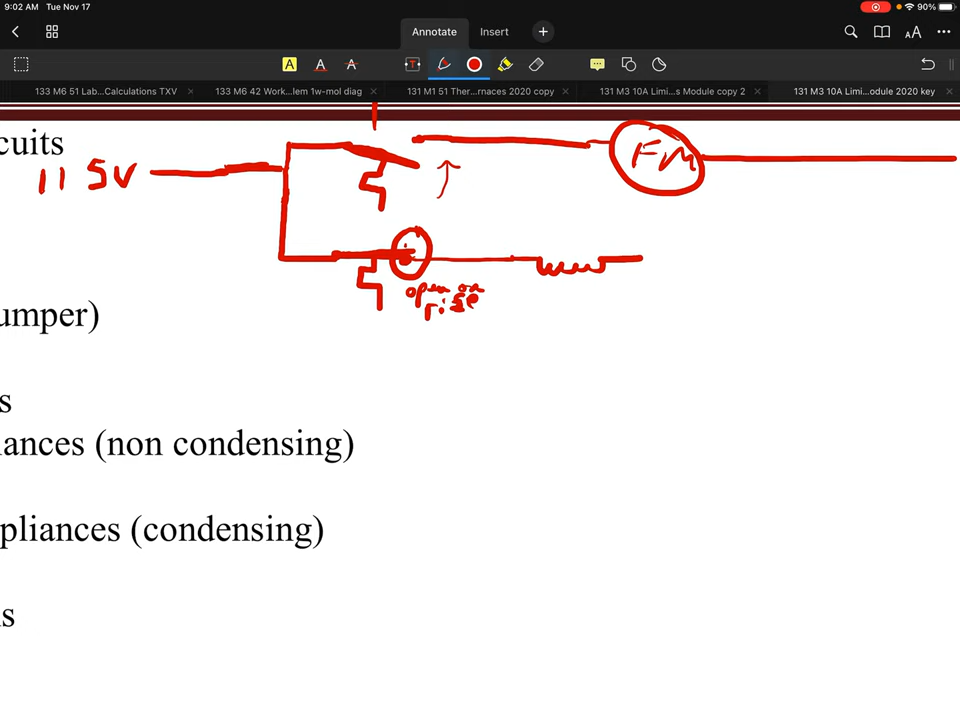 9:02 AM Tue Nov 17
90%
Annotate Insert
AA
A A A T
133 M6 51 Lab...Calculations TXV
133 M6 42 Work...lem 1w-mol diag
131 M1 51 Ther...rnaces 2020 copy
131 M3 10A Limi...s Module copy 2
131 M3 10A Limi...odule 2020 key
cuits
115V
FM
open on
rise
umper)
s
iances (non condensing)
pliances (condensing)
s